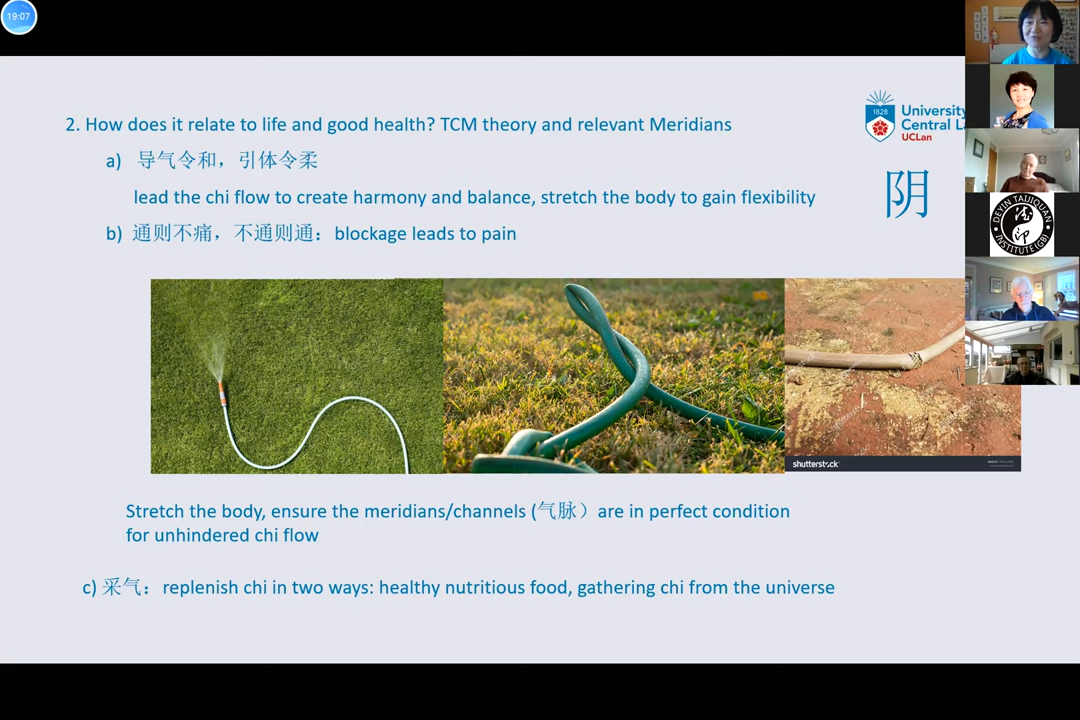 19:07
2. How does it relate to life and good health? TCM theory and relevant Meridians
a) 导气令和，引体令柔
lead the chi flow to create harmony and balance, stretch the body to gain flexibility
b) 通则不痛，不通则通：blockage leads to pain
1828
University
Central
UCLan
阴
DEYIN TAIJIQUAN
INSTITUTE (GB)
shutterstock
Stretch the body, ensure the meridians/channels (气脉）are in perfect condition
for unhindered chi flow
c) 采气：replenish chi in two ways: healthy nutritious food, gathering chi from the universe